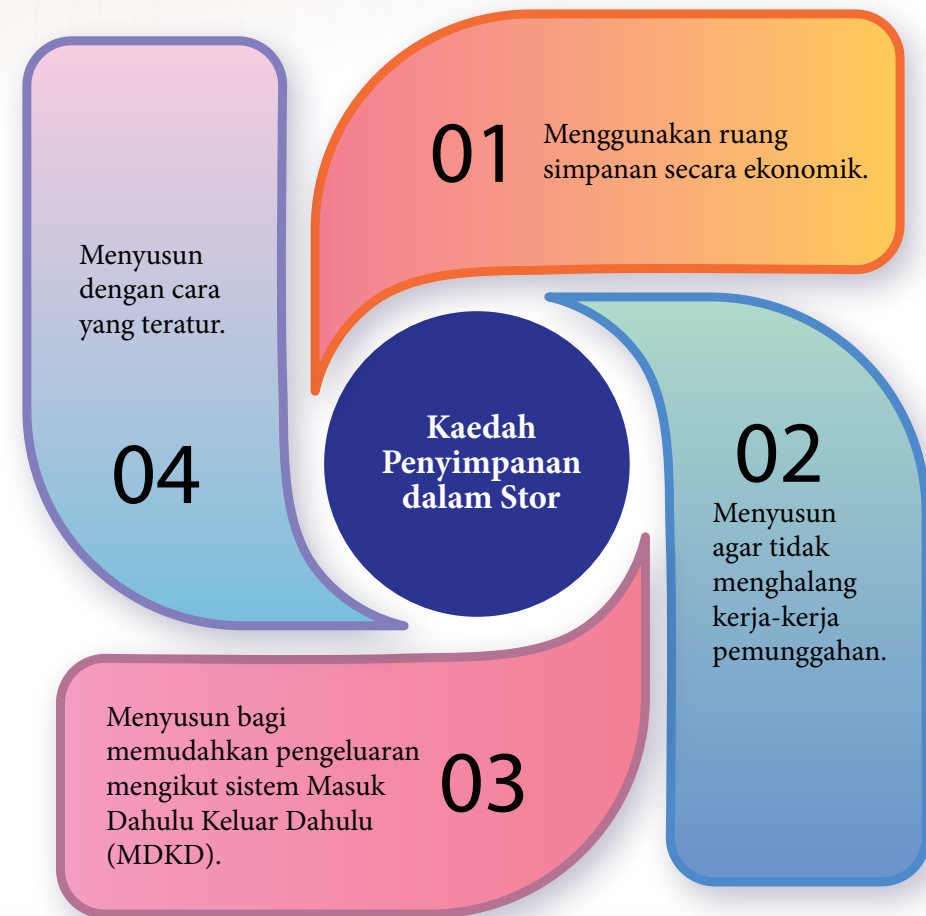 Kaedah
Penyimpanan
dalam Stor
01
Menggunakan ruang
simpanan secara ekonomik.
02
Menyusun
agar tidak
menghalang
kerja-kerja
pemunggahan.
03
Menyusun bagi
memudahkan pengeluaran
mengikut sistem Masuk
Dahulu Keluar Dahulu
(MDKD).
04
Menyusun
dengan cara
yang teratur.